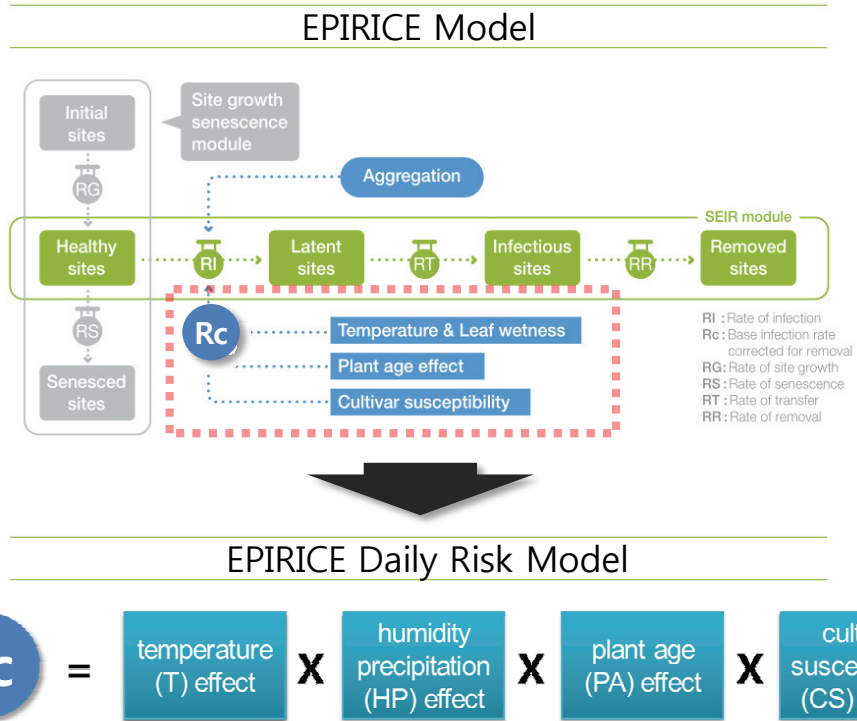 EPIRICE Model
Initial
sites
Site growth
senescence
module
RG
Aggregation
SEIR module
Healthy
sites
RI
Latent
sites
RT
Infectious
sites
RR
Removed
sites
RS
Rc
Temperature & Leaf wetness
Plant age effect
Cultivar susceptibility
Senesced
sites
RI : Rate of infection
Rc : Base infection rate
corrected for removal
RG : Rate of site growth
RS : Rate of senescence
RT : Rate of transfer
RR : Rate of removal
EPIRICE Daily Risk Model
=
temperature
(T) effect
X
humidity
precipitation
(HP) effect
X
plant age
(PA) effect
X
(CS)